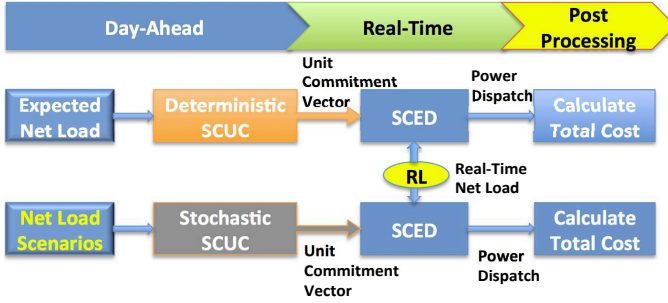 Day-Ahead
Real-Time
Post
Processing
Unit
Commitment
Vector
Power
Dispatch
Expected
Net Load
Deterministic
SCUC
SCED
Calculate
Total Cost
RL
Real-Time
Net Load
Net Load
Scenarios
Stochastic
SCUC
SCED
Calculate
Total Cost
Unit
Commitment
Vector
Power
Dispatch